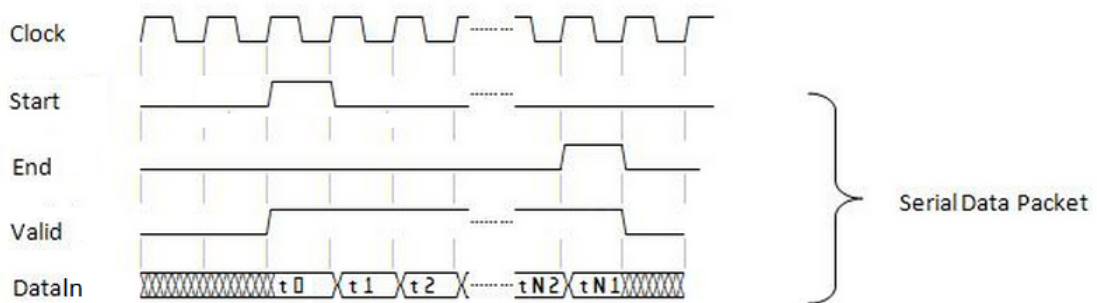 Clock
Start
End
Valid
Serial Data Packet
DataIn t0 t1 t2 tN2 tN1